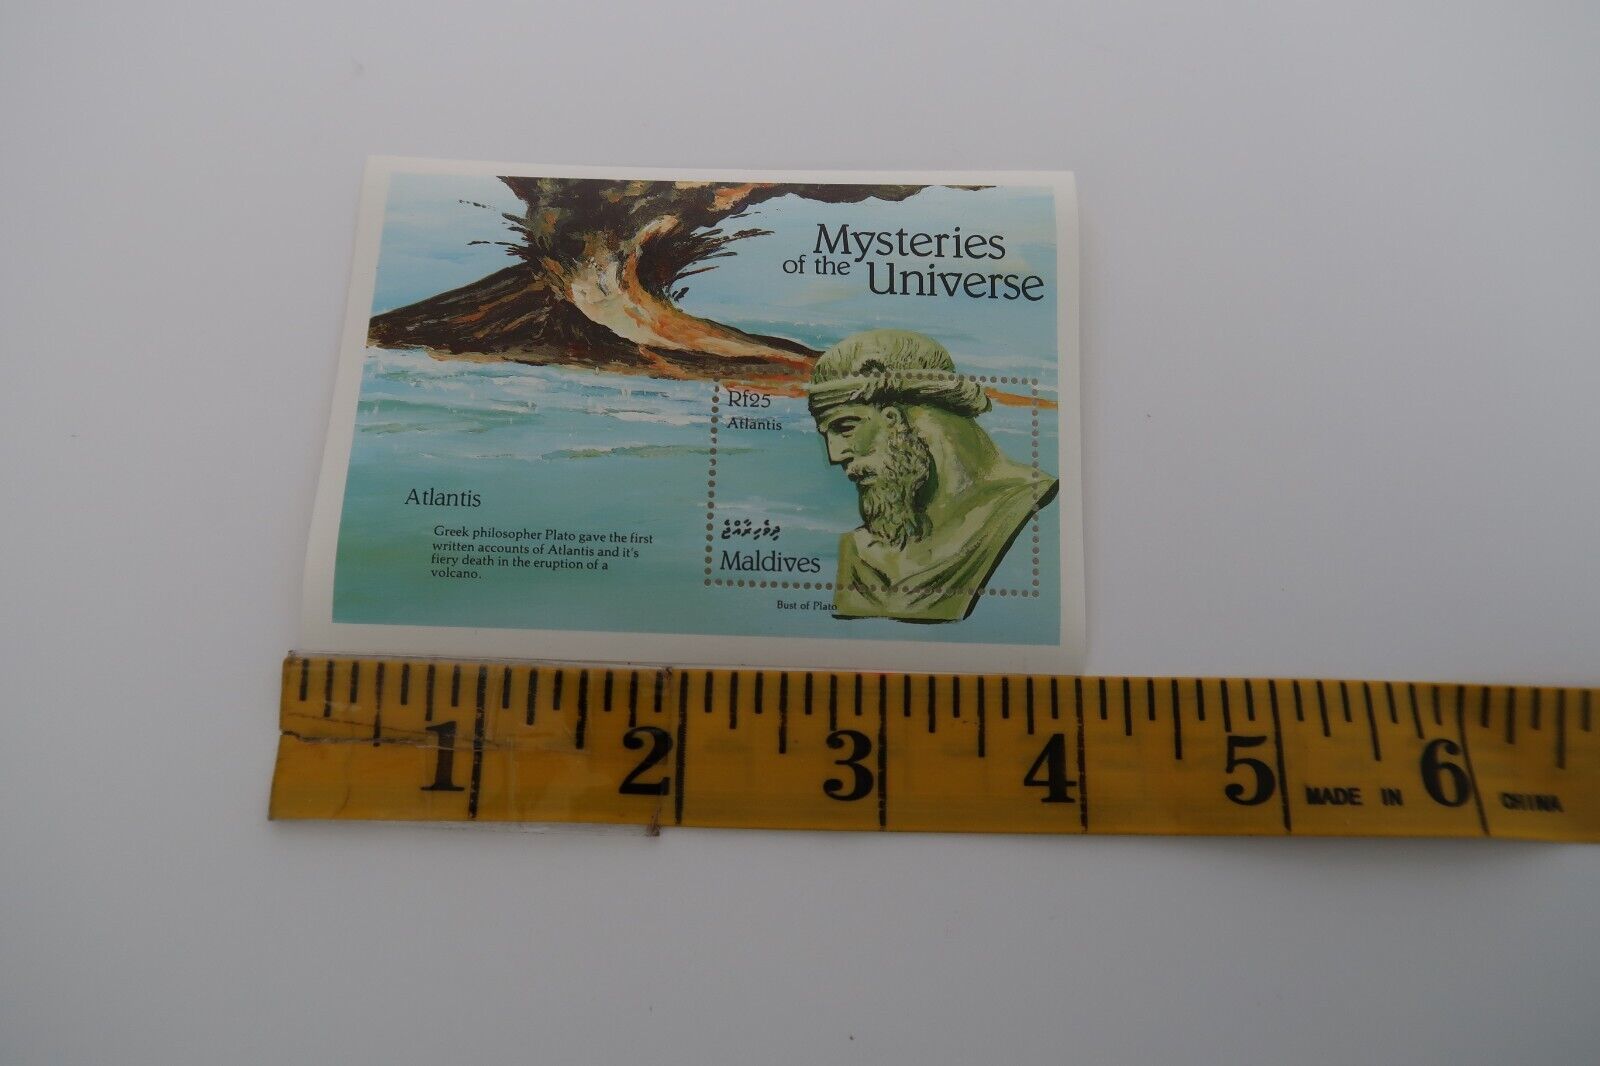 Mysteries
of the Universe
Rf25
Atlantis
Atlantis
Greek philosopher Plato gave the first
written accounts of Atlantis and it's
fiery death in the eruption of a
volcano.
ދިވެހިރާއްޖެ
Maldives
Bust of Plato
1 2 3 4 5 MADE IN 6 CHINA